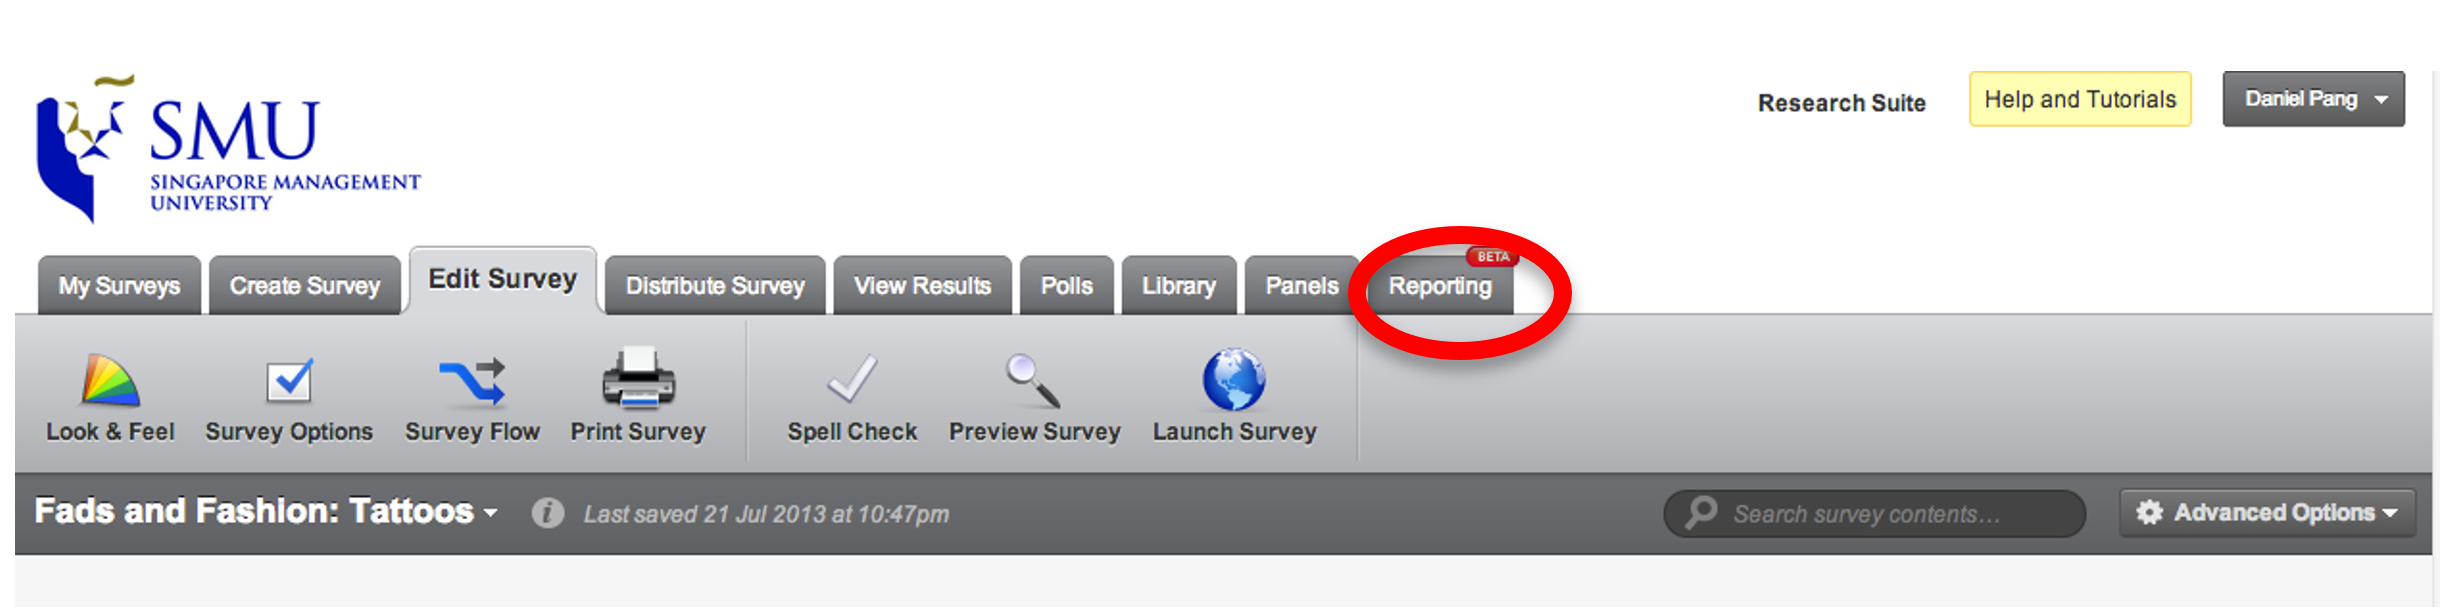 SMU
SINGAPORE MANAGEMENT
UNIVERSITY
Research Suite
Help and Tutorials
Daniel Pang
My Surveys
Create Survey
Edit Survey
Distribute Survey
View Results
Polls
Library
Panels
Reporting
BETA
Look & Feel
Survey Options
Survey Flow
Print Survey
Spell Check
Preview Survey
Launch Survey
Fads and Fashion: Tattoos
i
Last saved 21 Jul 2013 at 10:47pm
Search survey contents...
Advanced Options